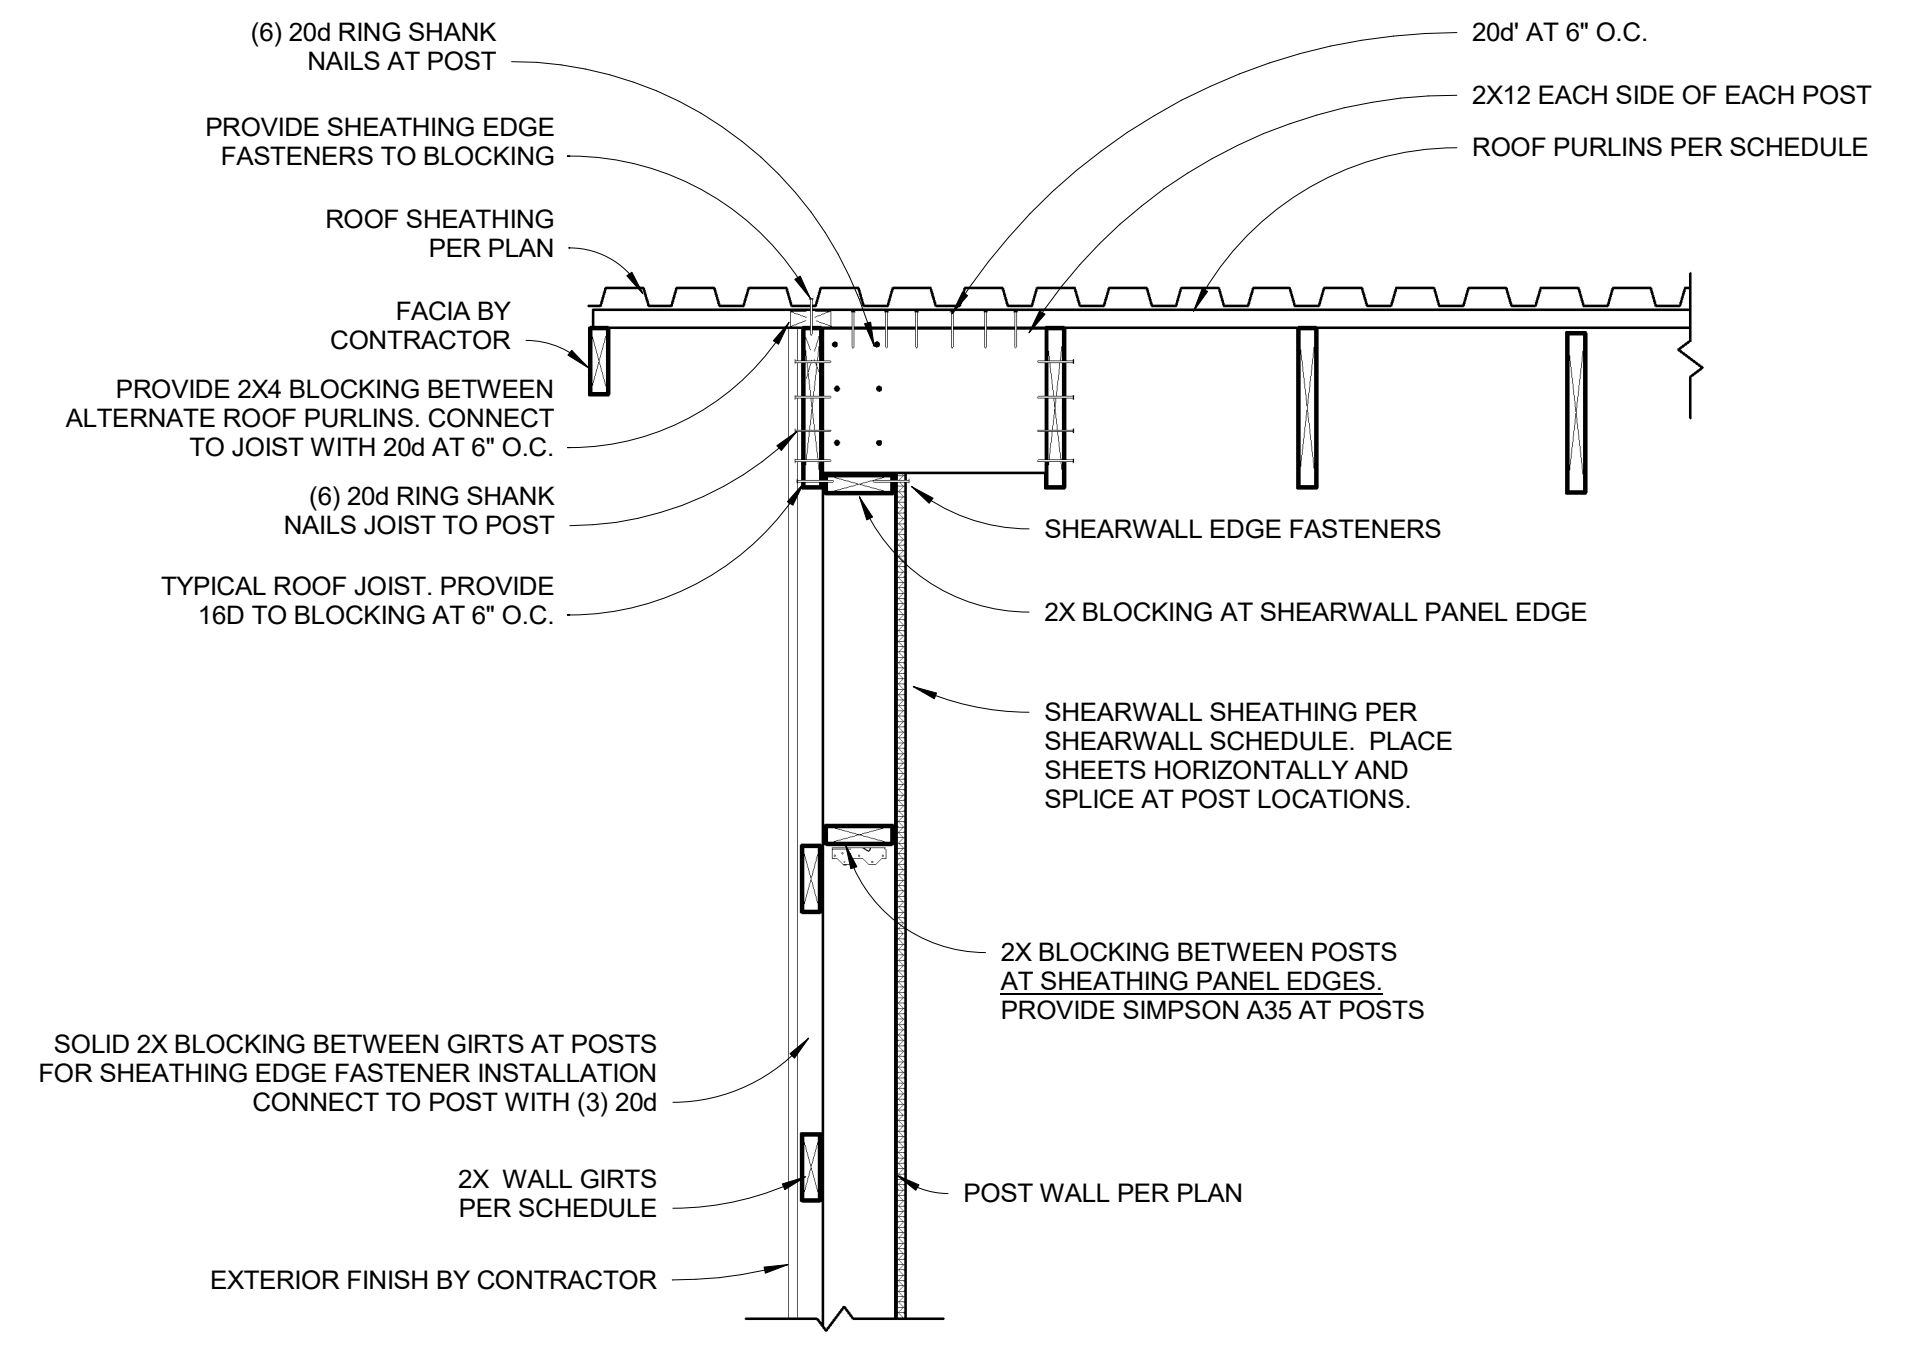 (6) 20d RING SHANK
NAILS AT POST
PROVIDE SHEATHING EDGE
FASTENERS TO BLOCKING
ROOF SHEATHING
PER PLAN
FACIA BY
CONTRACTOR
PROVIDE 2X4 BLOCKING BETWEEN
ALTERNATE ROOF PURLINS. CONNECT
TO JOIST WITH 20d AT 6" O.C.
(6) 20d RING SHANK
NAILS JOIST TO POST
TYPICAL ROOF JOIST. PROVIDE
16D TO BLOCKING AT 6" O.C.
SOLID 2X BLOCKING BETWEEN GIRTS AT POSTS
FOR SHEATHING EDGE FASTENER INSTALLATION
CONNECT TO POST WITH (3) 20d
2X WALL GIRTS
PER SCHEDULE
EXTERIOR FINISH BY CONTRACTOR
20d' AT 6" O.C.
2X12 EACH SIDE OF EACH POST
ROOF PURLINS PER SCHEDULE
SHEARWALL EDGE FASTENERS
2X BLOCKING AT SHEARWALL PANEL EDGE
SHEARWALL SHEATHING PER
SHEARWALL SCHEDULE. PLACE
SHEETS HORIZONTALLY AND
SPLICE AT POST LOCATIONS.
2X BLOCKING BETWEEN POSTS
AT SHEATHING PANEL EDGES.
PROVIDE SIMPSON A35 AT POSTS
POST WALL PER PLAN